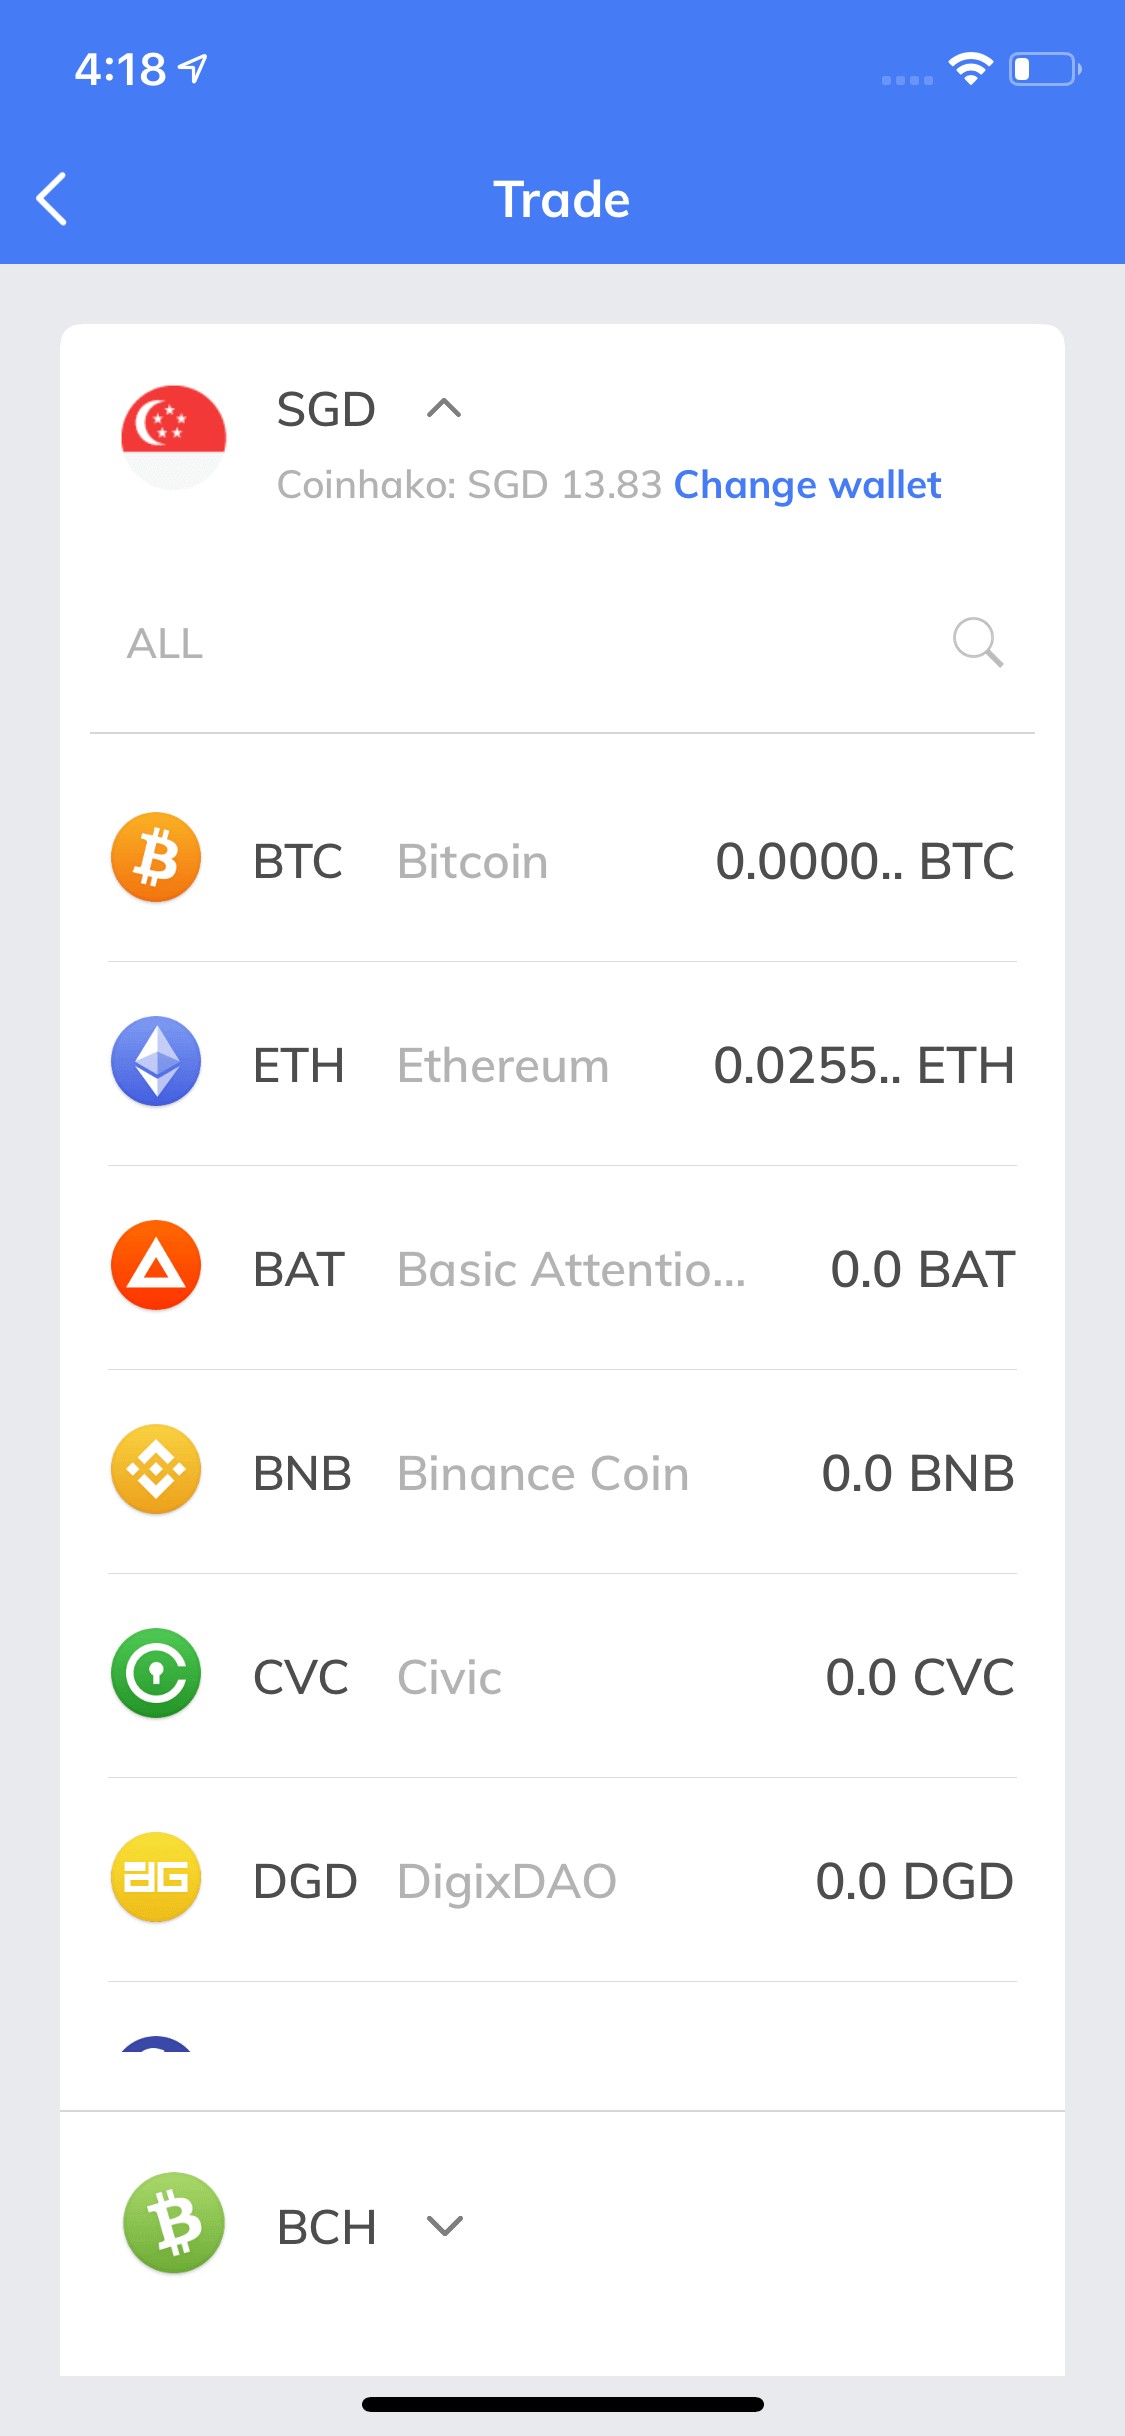 4:18
Trade
SGD
Coinhako: SGD 13.83 Change wallet
ALL
BTC Bitcoin 0.0000.. BTC
ETH Ethereum 0.0255.. ETH
BAT Basic Attentio... 0.0 BAT
BNB Binance Coin 0.0 BNB
CVC Civic 0.0 CVC
DGD DigixDAO 0.0 DGD
BCH